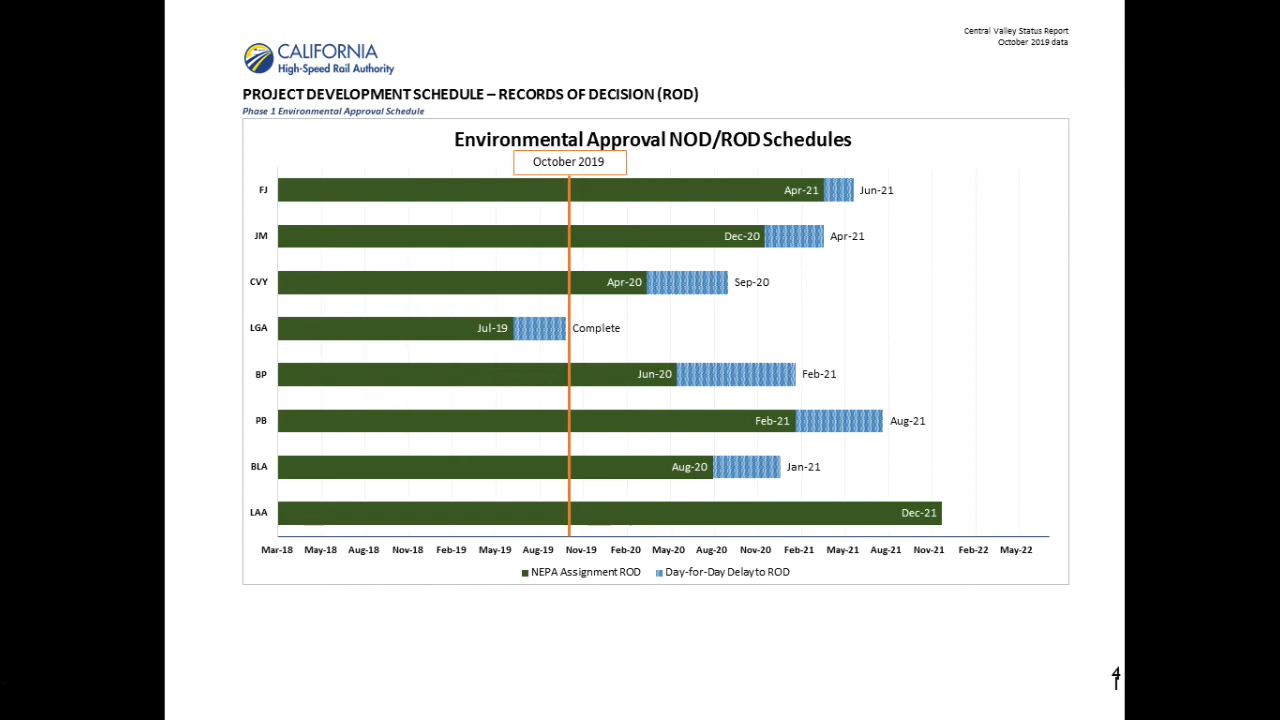 Central Valley Status Report
October 2019 data
CALIFORNIA
High-Speed Rail Authority
PROJECT DEVELOPMENT SCHEDULE – RECORDS OF DECISION (ROD)
Phase 1 Environmental Approval Schedule
Environmental Approval NOD/ROD Schedules
October 2019
FJ Apr-21 Jun-21
JM Dec-20 Apr-21
CVY Apr-20 Sep-20
LGA Jul-19 Complete
BP Jun-20 Feb-21
PB Feb-21 Aug-21
BLA Aug-20 Jan-21
LAA Dec-21
Mar-18 May-18 Aug-18 Nov-18 Feb-19 May-19 Aug-19 Nov-19 Feb-20 May-20 Aug-20 Nov-20 Feb-21 May-21 Aug-21 Nov-21 Feb-22 May-22
NEPA Assignment ROD Day-for-Day Delay to ROD